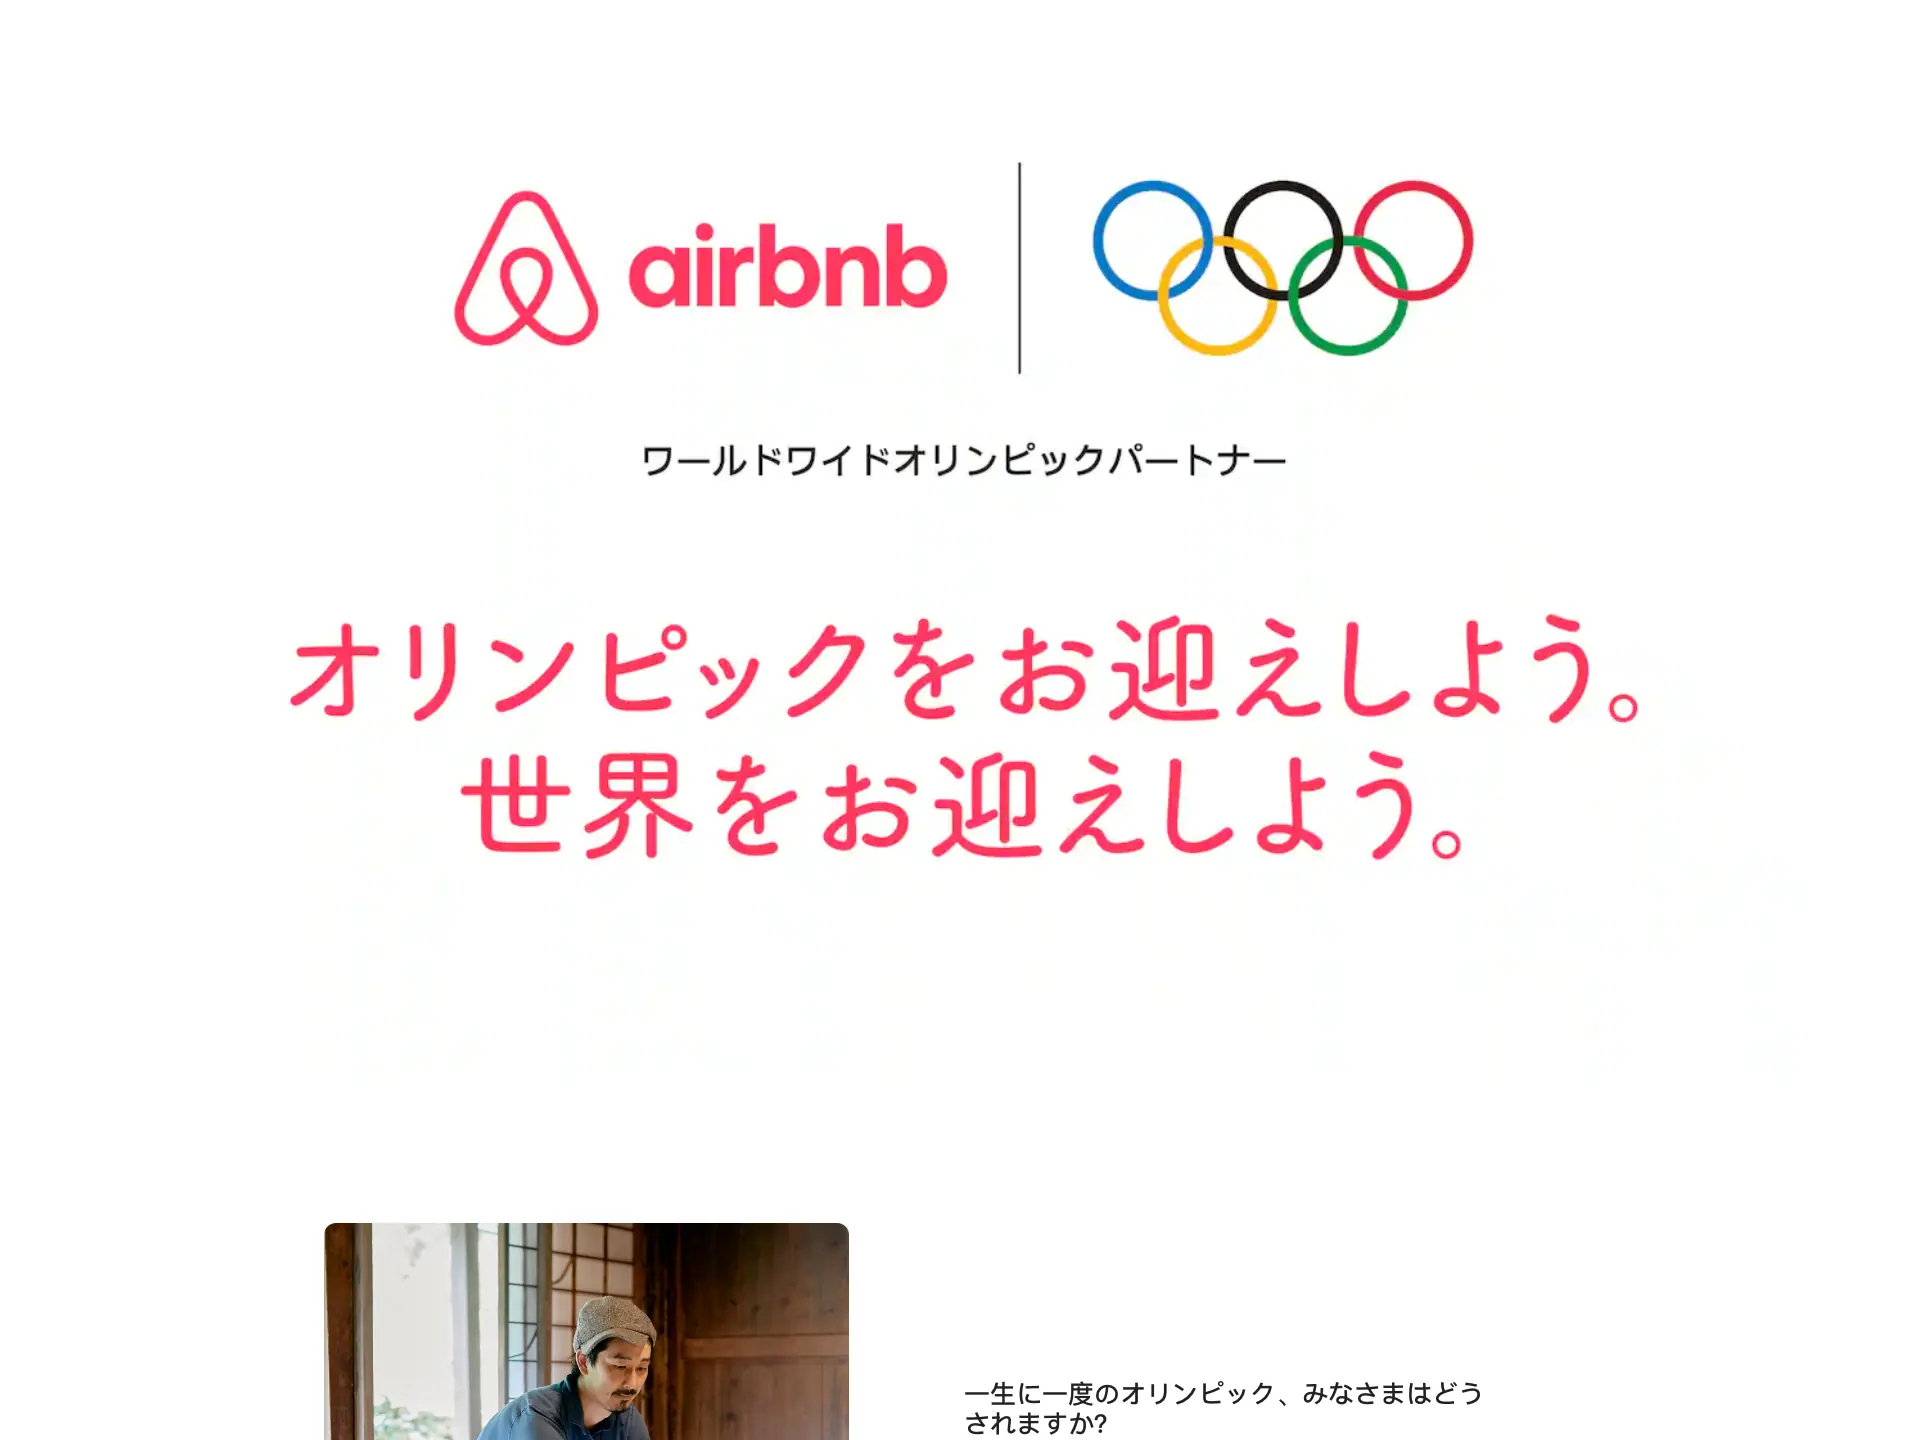 airbnb
ワールドワイドオリンピックパートナー
オリンピックをお迎えしよう。
世界をお迎えしよう。
一生に一度のオリンピック、みなさまはどう
されますか?